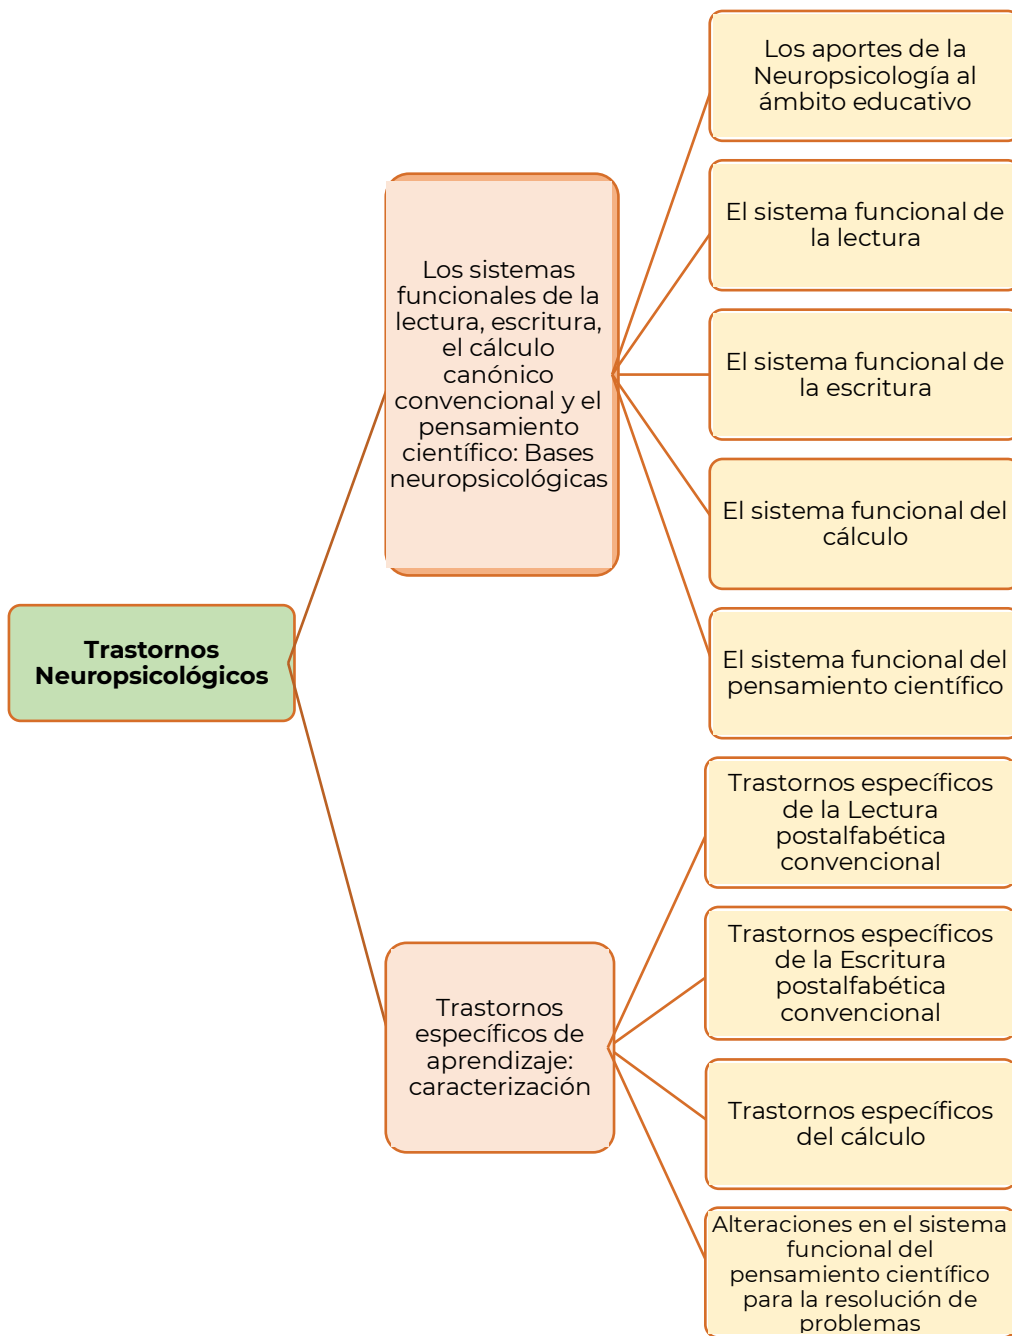 Trastornos
Neuropsicológicos
Los sistemas
funcionales de la
lectura, escritura,
el cálculo
canónico
convencional y el
pensamiento
científico: Bases
neuropsicológicas
Los aportes de la
Neuropsicología al
ámbito educativo
El sistema funcional de
la lectura
El sistema funcional de
la escritura
El sistema funcional del
cálculo
El sistema funcional del
pensamiento científico
Trastornos
específicos de
aprendizaje:
caracterización
Trastornos específicos
de la Lectura
postalfabética
convencional
Trastornos específicos
de la Escritura
postalfabética
convencional
Trastornos específicos
del cálculo
Alteraciones en el sistema
funcional del
pensamiento científico
para la resolución de
problemas